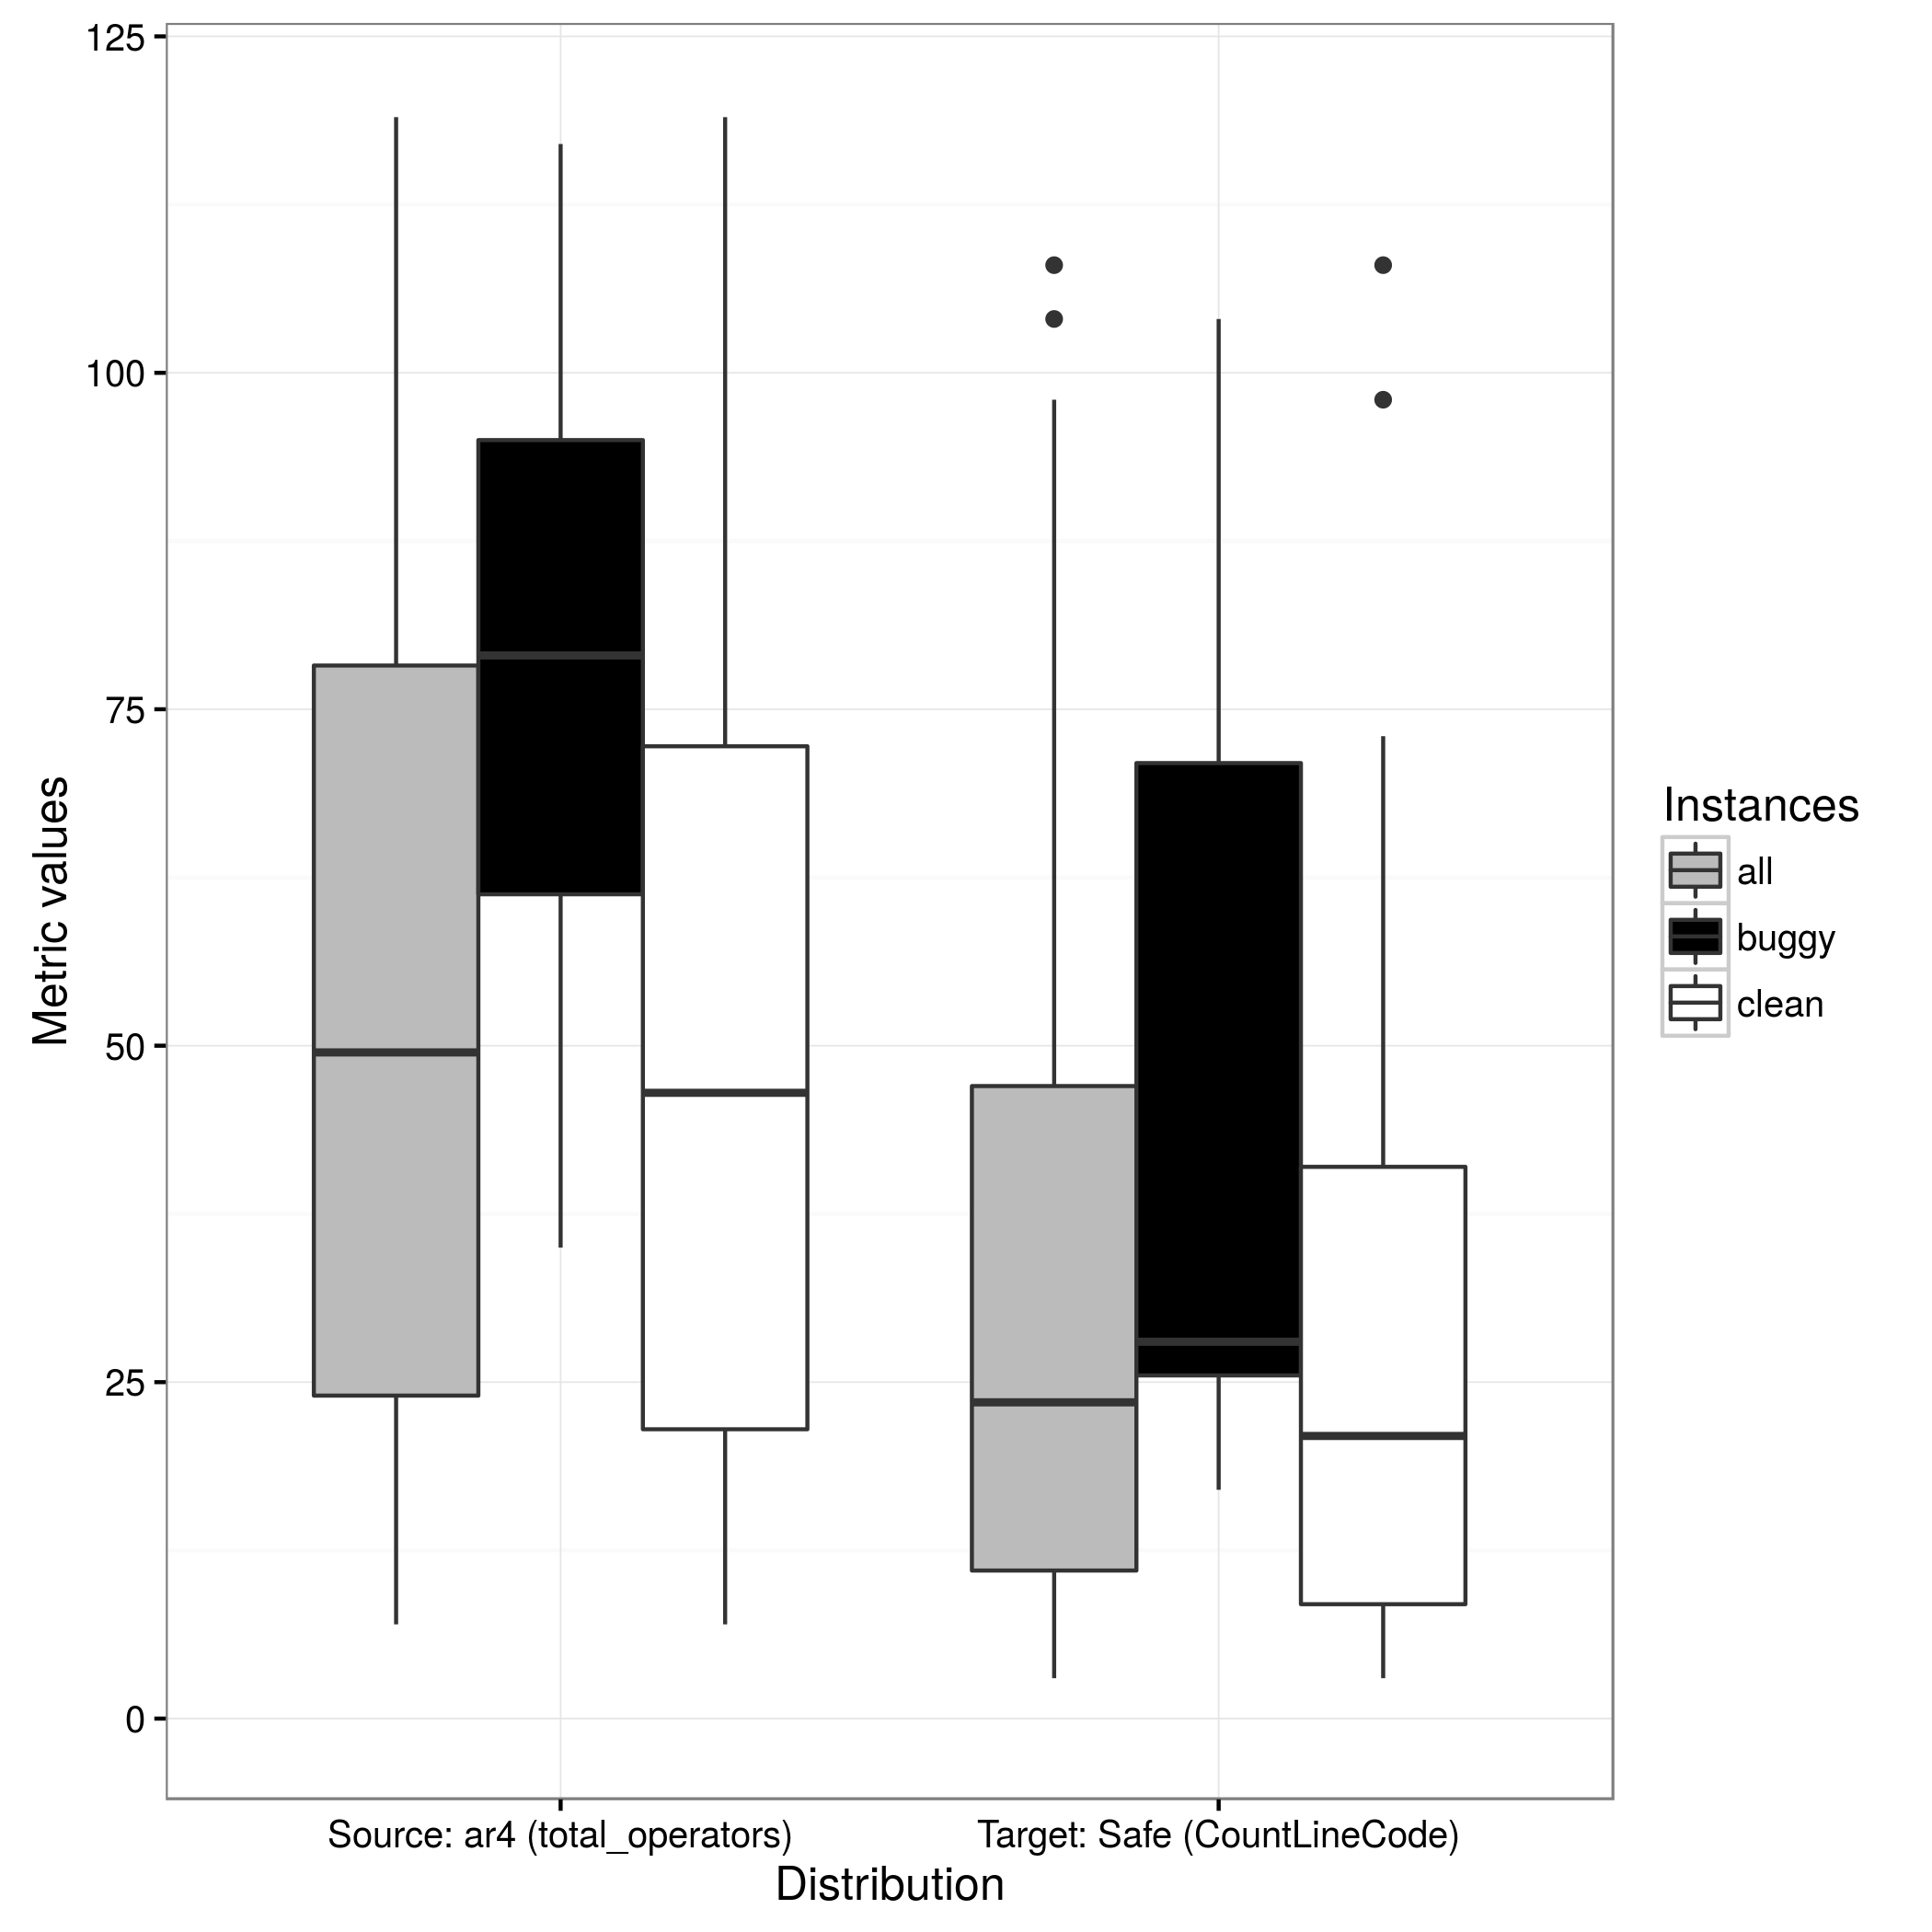 125
100
75
50
25
0
Metric values
Source: ar4 (total_operators)
Target: Safe (CountLineCode)
Distribution
Instances
all
buggy
clean